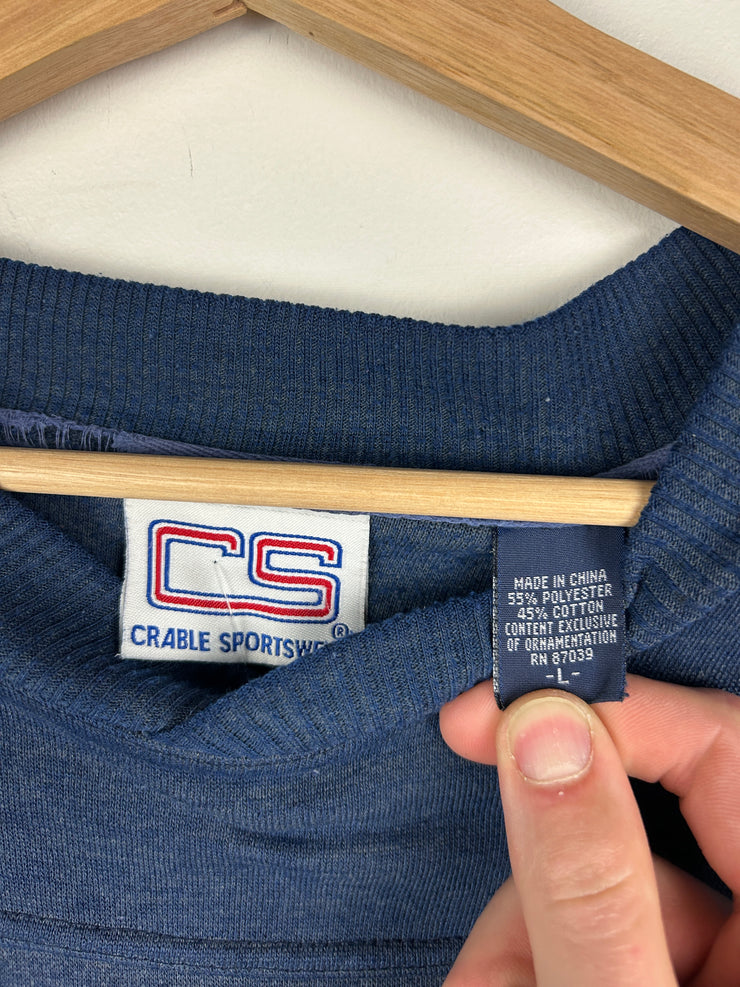 CS
CRABLE SPORTSWE
®
MADE IN CHINA
55% POLYESTER
45% COTTON
CONTENT EXCLUSIVE
OF ORNAMENTATION
RN 87039
-L-